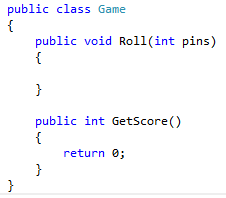 public class Game
{
    public void Roll(int pins)
    {

    }

    public int GetScore()
    {
        return 0;
    }
}